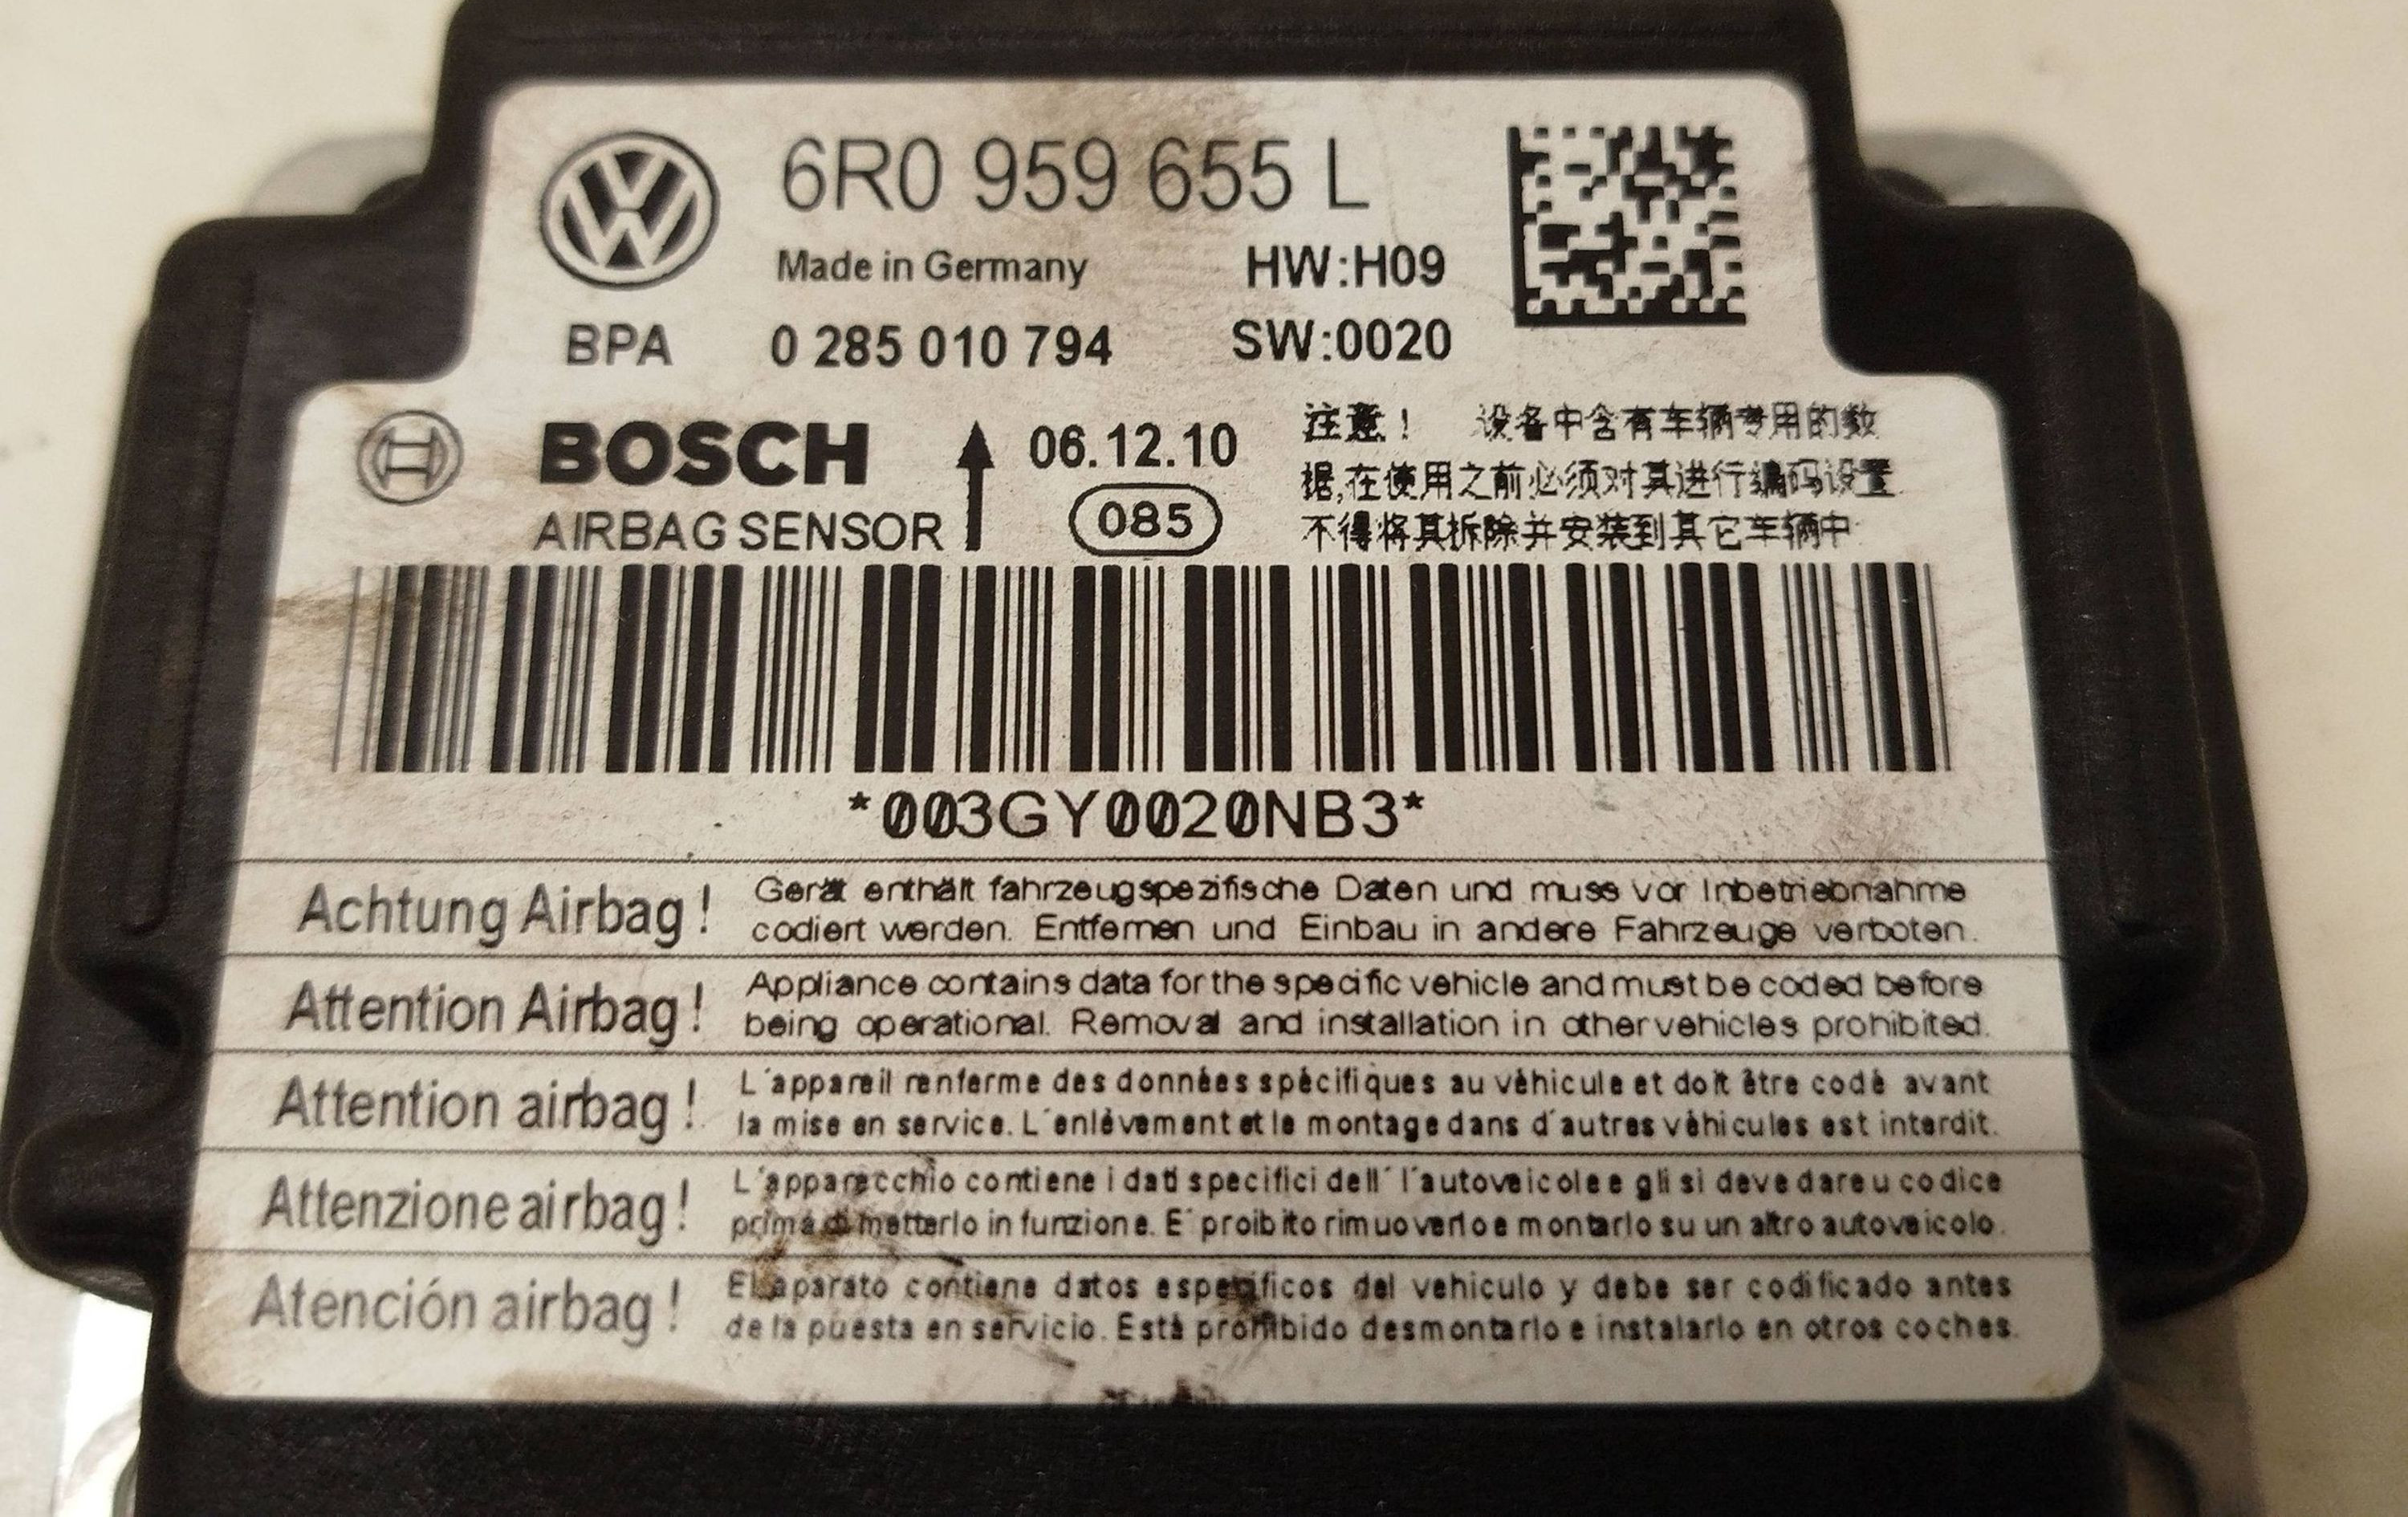 6R0 959 655 L
Made in Germany HW:H09
BPA 0 285 010 794 SW:0020
BOSCH 06.12.10
AIRBAG SENSOR 085
注意！ 设备中含有车辆专用的数
据,在使用之前必须对其进行编码设置
不得将其拆除并安装到其它车辆中
*003GY0020NB3*
Achtung Airbag! Gerät enthält fahrzeugspezifische Daten und muss vor Inbetriebnahme
codiert werden. Entfernen und Einbau in andere Fahrzeuge verboten.
Attention Airbag! Appliance contains data for the specific vehicle and must be coded before
being operational. Removal and installation in other vehicles prohibited.
Attention airbag! L´appareil renferme des données spécifiques au véhicule et doit être codé avant
la mise en service. L´enlèvement et le montage dans d´autres véhicules est interdit.
Attenzione airbag! L´apparecchio contiene i dati specifici dell´ l´autoveicolo e gli si deve dare u codice
prima di metterlo in funzione. E´ proibito rimuoverlo e montarlo su un altro autoveicolo.
Atención airbag! El aparato contiene datos especificos del vehiculo y debe ser codificado antes
de la puesta en servicio. Está prohibido desmontarlo e instalarlo en otros coches.